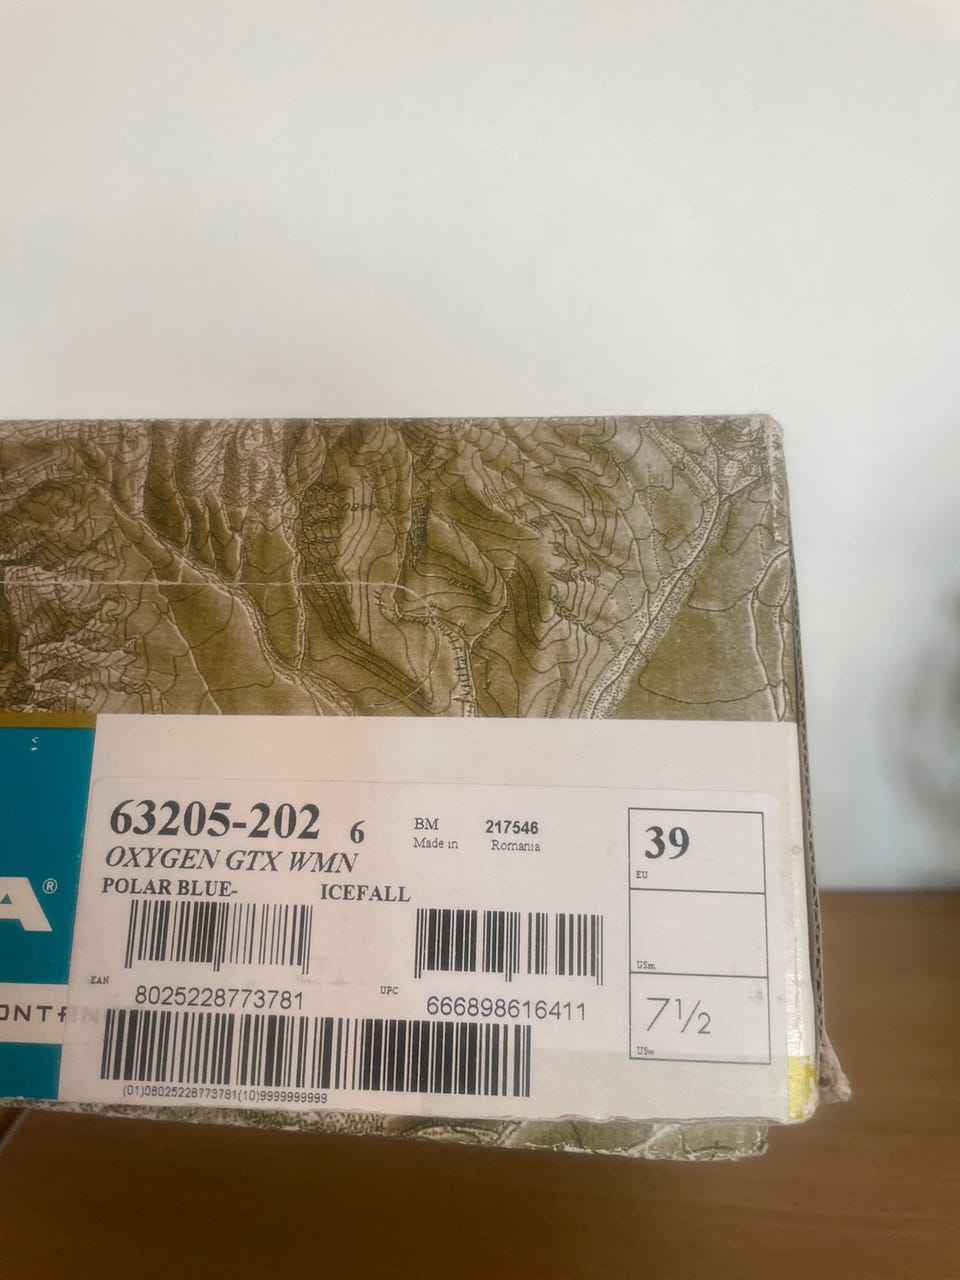 63205-202 6
OXYGEN GTX WMN
POLAR BLUE- ICEFALL
BM 217546
Made in Romania
39
EU
USm
7½
USw
EAN
8025228773781
UPC
666898616411
(01)08025228773781(10)9999999999
A®